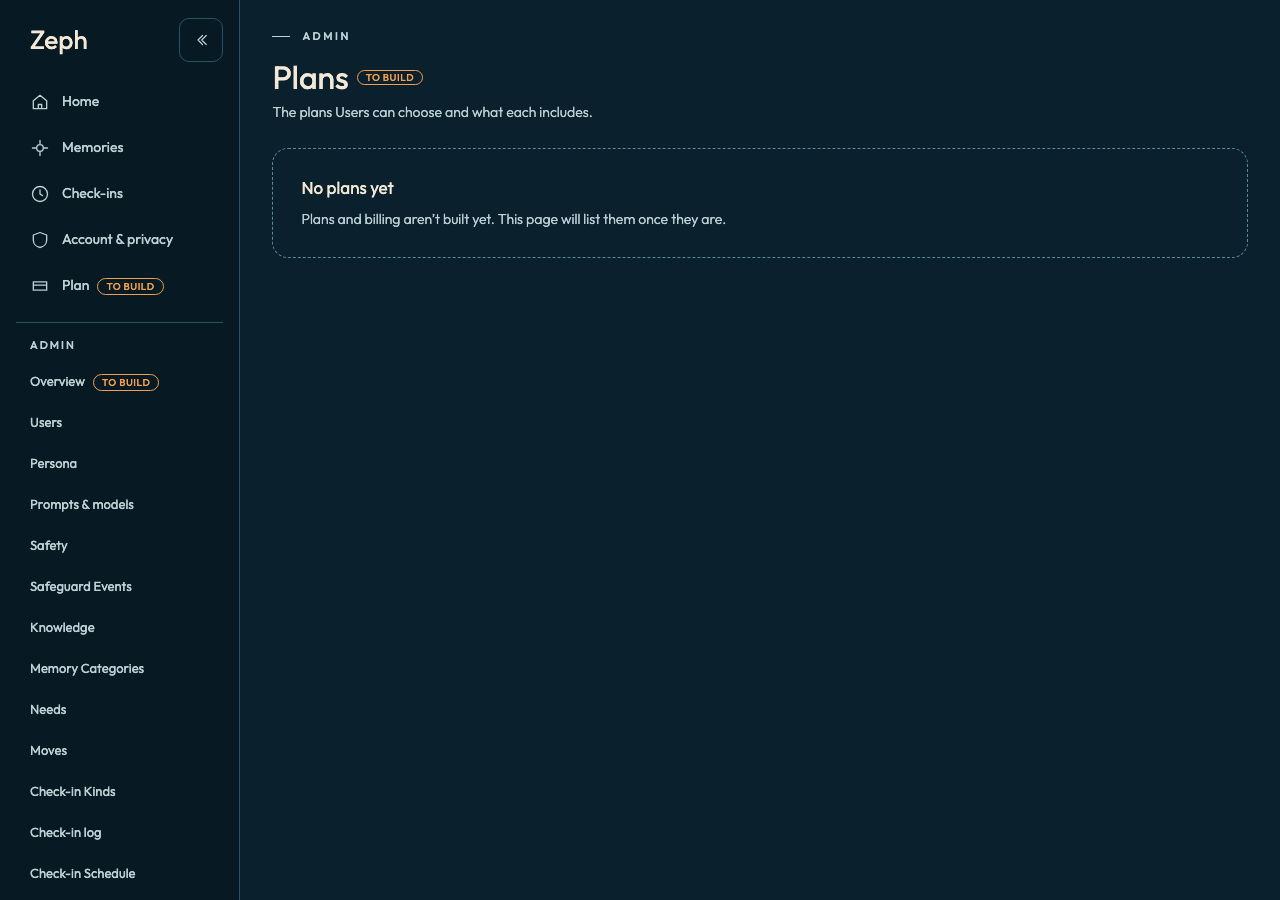 Zeph
Home
Memories
Check-ins
Account & privacy
Plan TO BUILD
ADMIN
Overview TO BUILD
Users
Persona
Prompts & models
Safety
Safeguard Events
Knowledge
Memory Categories
Needs
Moves
Check-in Kinds
Check-in log
Check-in Schedule
ADMIN
Plans TO BUILD
The plans Users can choose and what each includes.
No plans yet
Plans and billing aren’t built yet. This page will list them once they are.